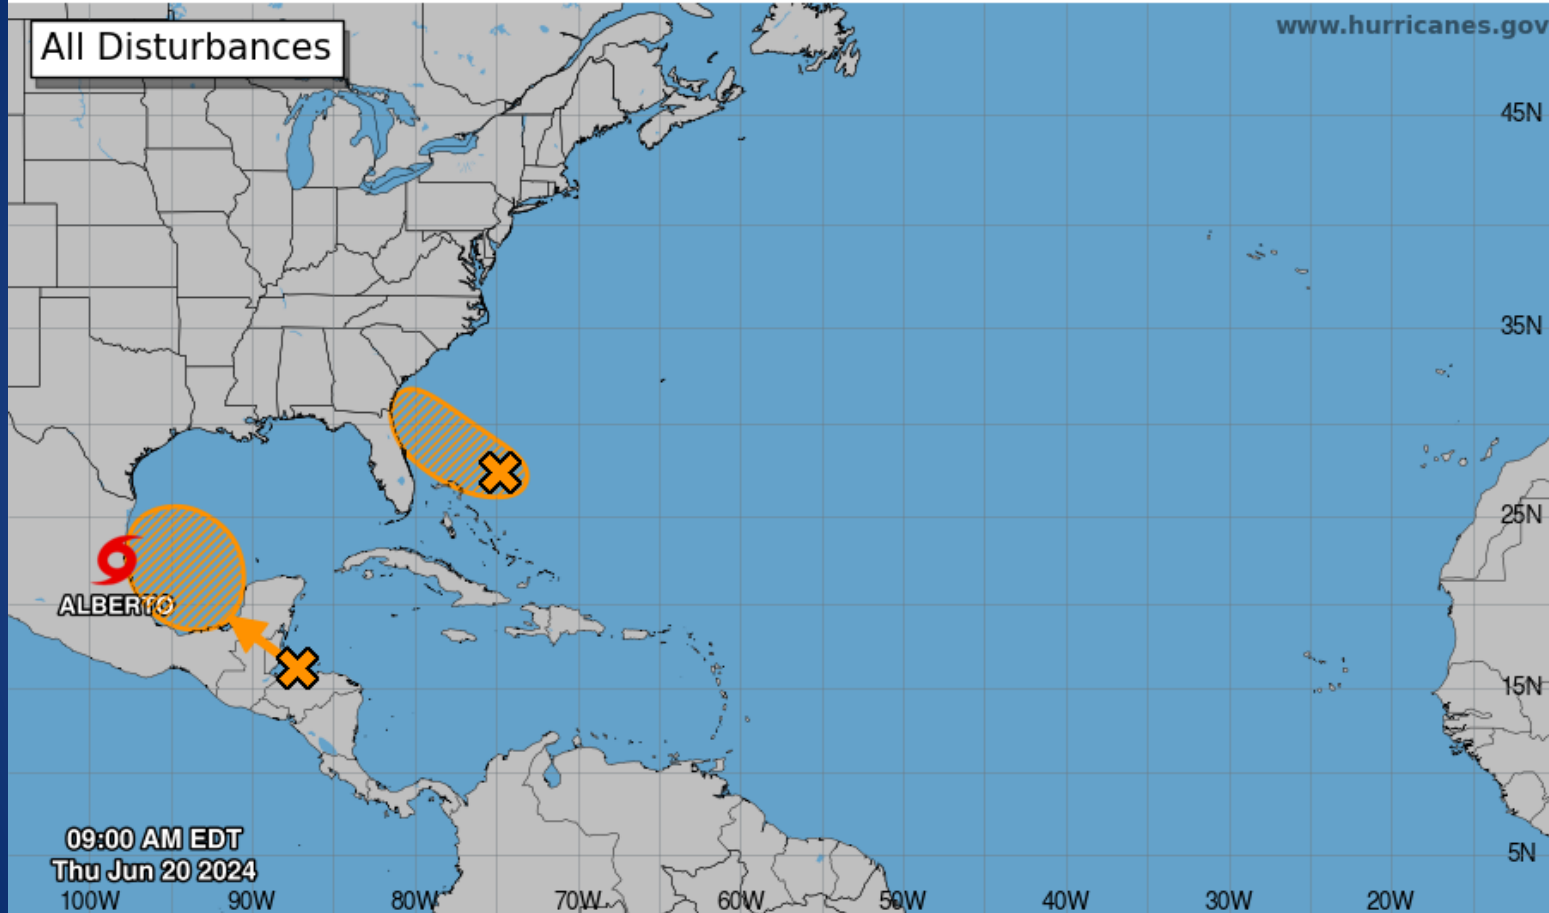 All Disturbances
www.hurricanes.gov
45N
35N
25N
ALBERTO
15N
09:00 AM EDT
Thu Jun 20 2024
5N
100W 90W 80W 70W 60W 50W 40W 30W 20W